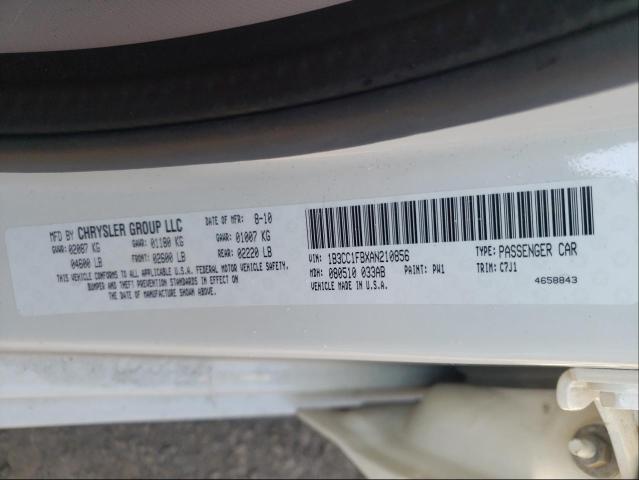 MFD BY CHRYSLER GROUP LLC
DATE OF MFR: 8-10
GVWR: 02087 KG
GAWR: 01180 KG
GAWR: 01007 KG
04600 LB
FRONT: 02600 LB
REAR: 02220 LB
THIS VEHICLE CONFORMS TO ALL APPLICABLE U.S.A. FEDERAL MOTOR VEHICLE SAFETY,
BUMPER AND THEFT PREVENTION STANDARDS IN EFFECT ON
THE DATE OF MANUFACTURE SHOWN ABOVE.
VIN: 1B3CC1FBXAN210856
TYPE: PASSENGER CAR
MDH: 080510 033AB
PAINT: PW1
TRIM: C7J1
VEHICLE MADE IN U.S.A.
4658843